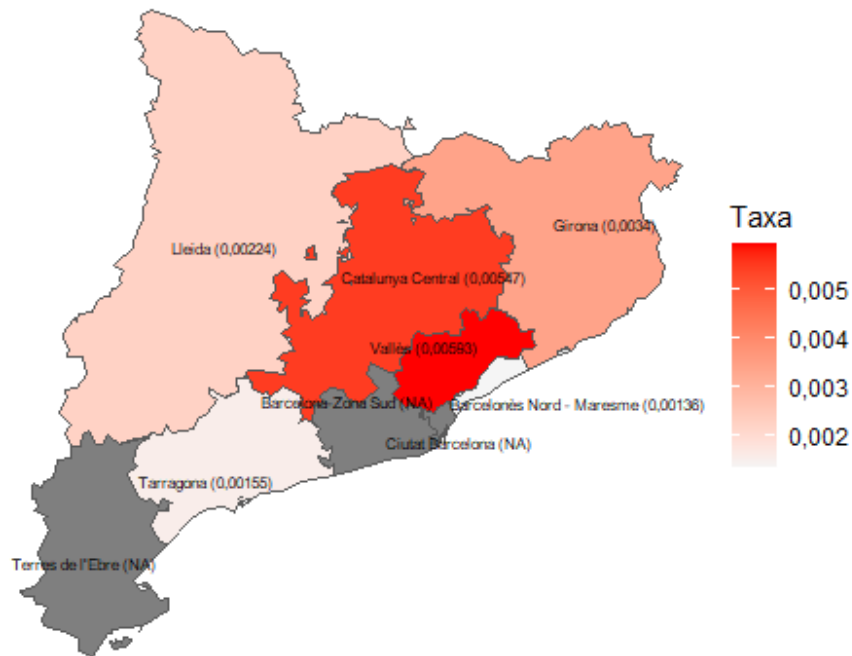 Taxa
Girona (0,0034)
Lleida (0,00224)
Catalunya Central (0,00547)
0,005
0,004
Vallès (0,00593)
0,003
Barcelona-Zona Sud (NA)
Barcelonès Nord - Maresme (0,00136)
0,002
Ciutat Barcelona (NA)
Tarragona (0,00155)
Terres de l''Ebre (NA)